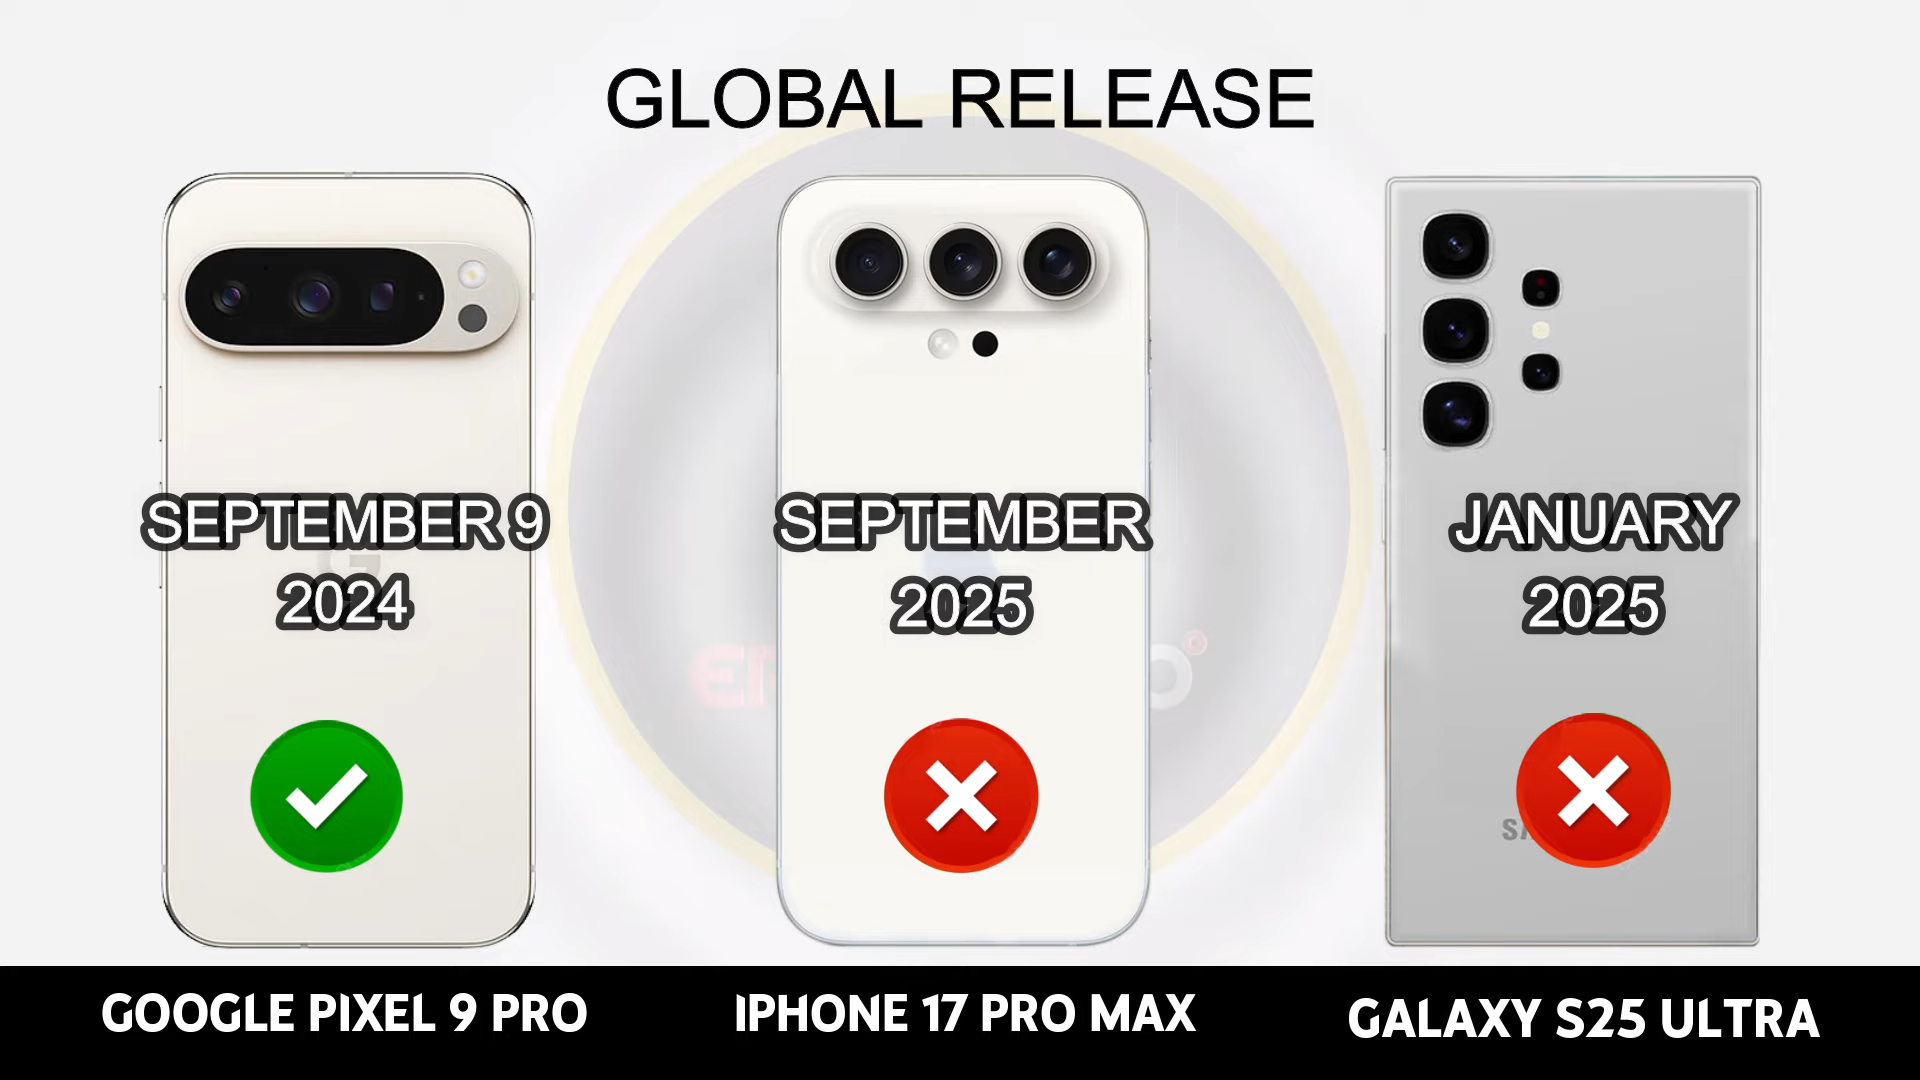 GLOBAL RELEASE
SEPTEMBER 9
2024
SEPTEMBER
2025
JANUARY
2025
GOOGLE PIXEL 9 PRO
IPHONE 17 PRO MAX
GALAXY S25 ULTRA